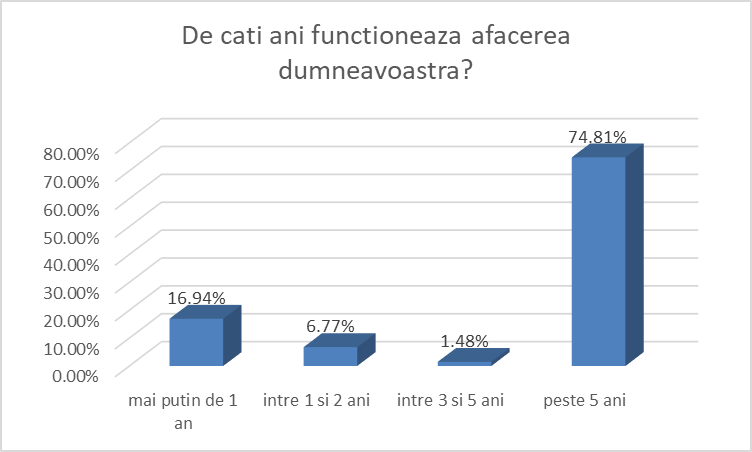 De cati ani functioneaza afacerea
dumneavoastra?
80.00%
70.00%
60.00%
50.00%
40.00%
30.00%
20.00%
10.00%
0.00%
16.94%
6.77%
1.48%
74.81%
mai putin de 1
an
intre 1 si 2 ani
intre 3 si 5 ani
peste 5 ani